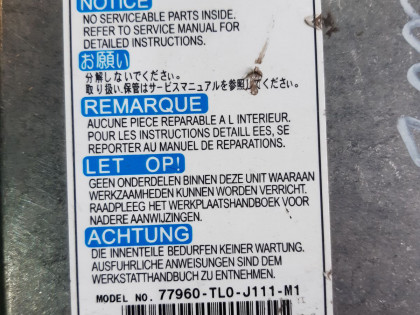 NOTICE
NO SERVICEABLE PARTS INSIDE.
REFER TO SERVICE MANUAL FOR
DETAILED INSTRUCTIONS.
お願い
分解しないでください。
取り扱い、保管はサービスマニュアルを参照してください。
REMARQUE
AUCUNE PIECE REPARABLE A L INTERIEUR.
POUR LES INSTRUCTIONS DETAILL EES, SE
REPORTER AU MANUEL DE REPARATIONS.
LET OP!
GEEN ONDERDELEN BINNEN DEZE UNIT WAARAAN
WERKZAAMHEDEN KUNNEN WORDEN VERRICHT.
RAADPLEEG HET WERKPLAATSHANDBOEK VOOR
NADERE AANWIJZINGEN.
ACHTUNG
DIE INNENTEILE BEDÜRFEN KEINER WARTUNG.
AUSFÜHRLICHE ANWEISUNGEN SIND DEM
WERKSTATTHANDBUCH ZU ENTNEHMEN.
MODEL NO. 77960-TL0-J111-M1